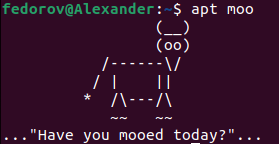 fedorov@Alexander:~$ apt moo
                 (__)
                 (oo)
           /------\/
          / |    ||
         *  /\---/\
            ~~   ~~
..."Have you mooed today?"...